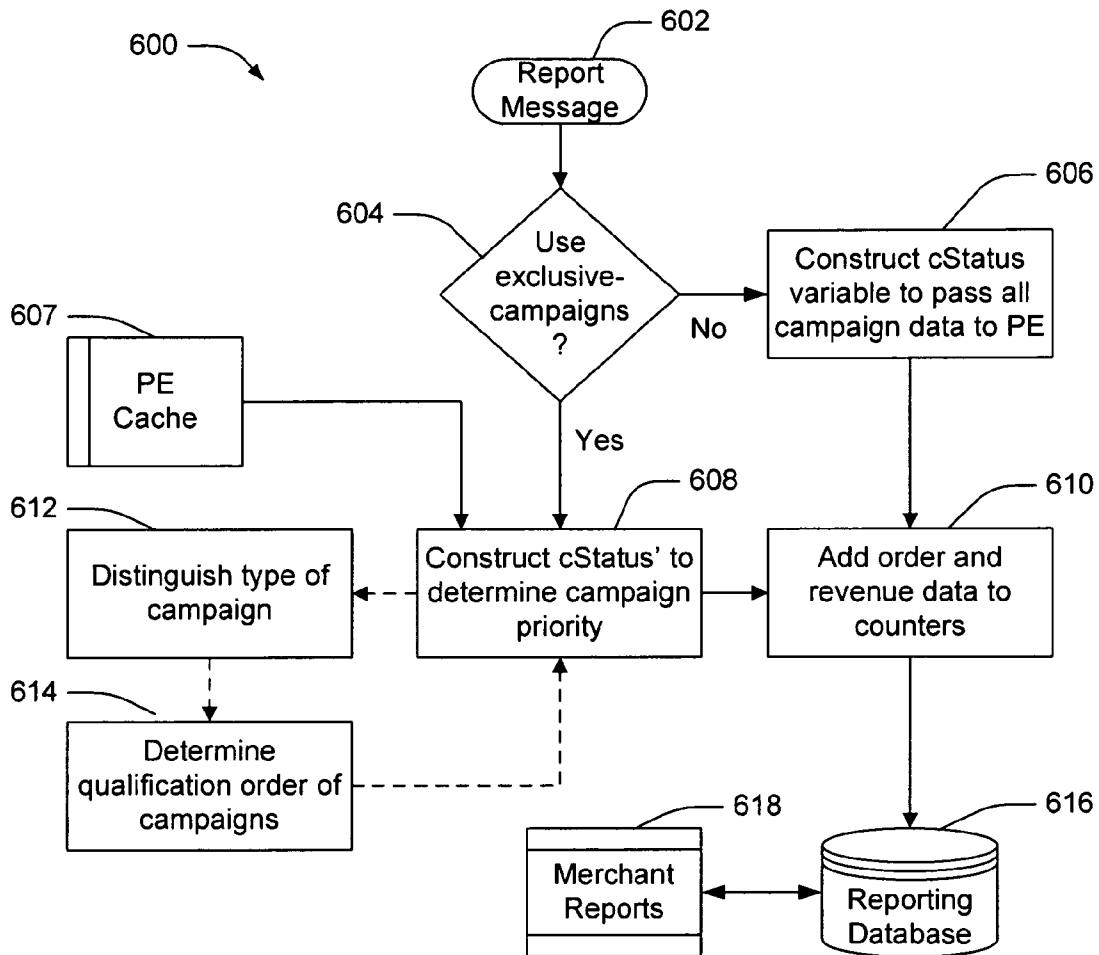 600
602
Report
Message
604
Use
exclusive-
campaigns
?
No
Yes
606
Construct cStatus
variable to pass all
campaign data to PE
607
PE
Cache
608
Construct cStatus’ to
determine campaign
priority
610
Add order and
revenue data to
counters
612
Distinguish type of
campaign
614
Determine
qualification order of
campaigns
618
Merchant
Reports
616
Reporting
Database